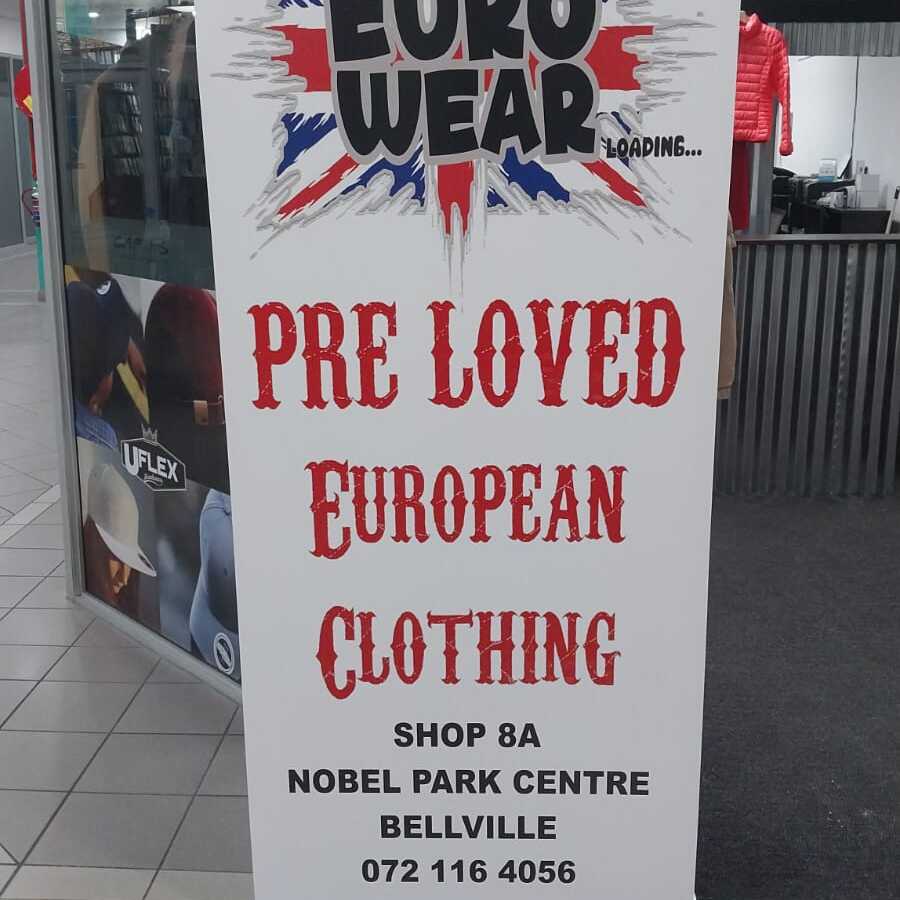 EURO
WEAR
LOADING...
PRE LOVED
EUROPEAN
CLOTHING
SHOP 8A
NOBEL PARK CENTRE
BELLVILLE
072 116 4056
UFLEX